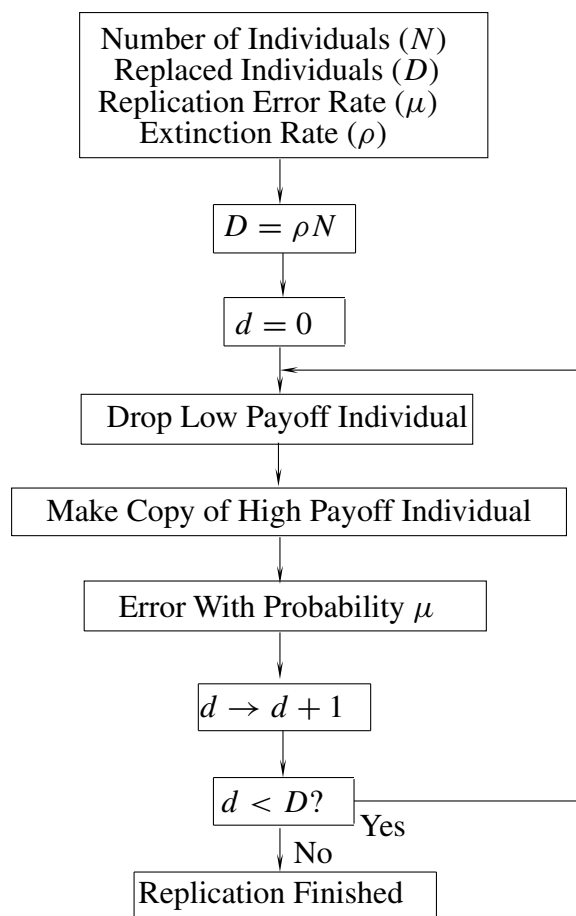 Number of Individuals (N)
Replaced Individuals (D)
Replication Error Rate (μ)
Extinction Rate (ρ)
D = ρN
d = 0
Drop Low Payoff Individual
Make Copy of High Payoff Individual
Error With Probability μ
d → d + 1
d < D?
Yes
No
Replication Finished